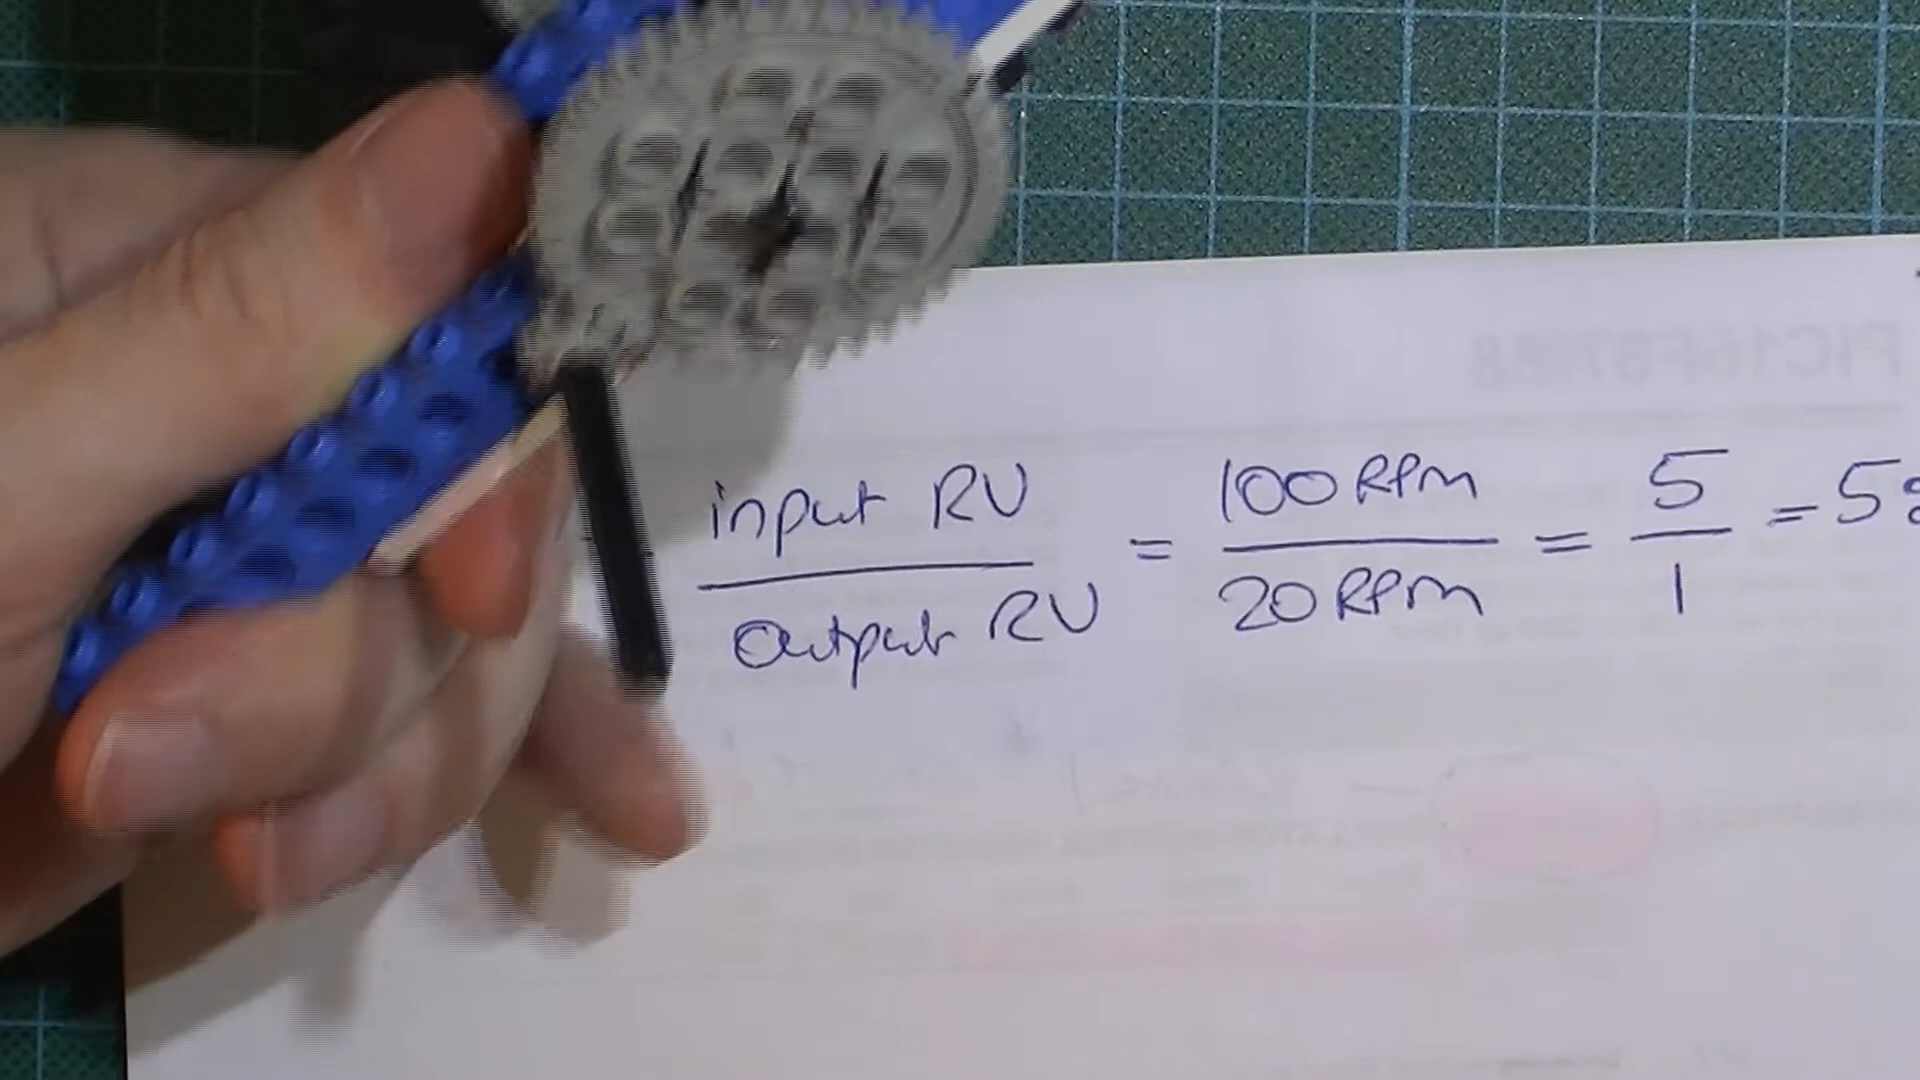 input RV = 100 RPM = 5 = 5:
Output RV 20 RPM 1